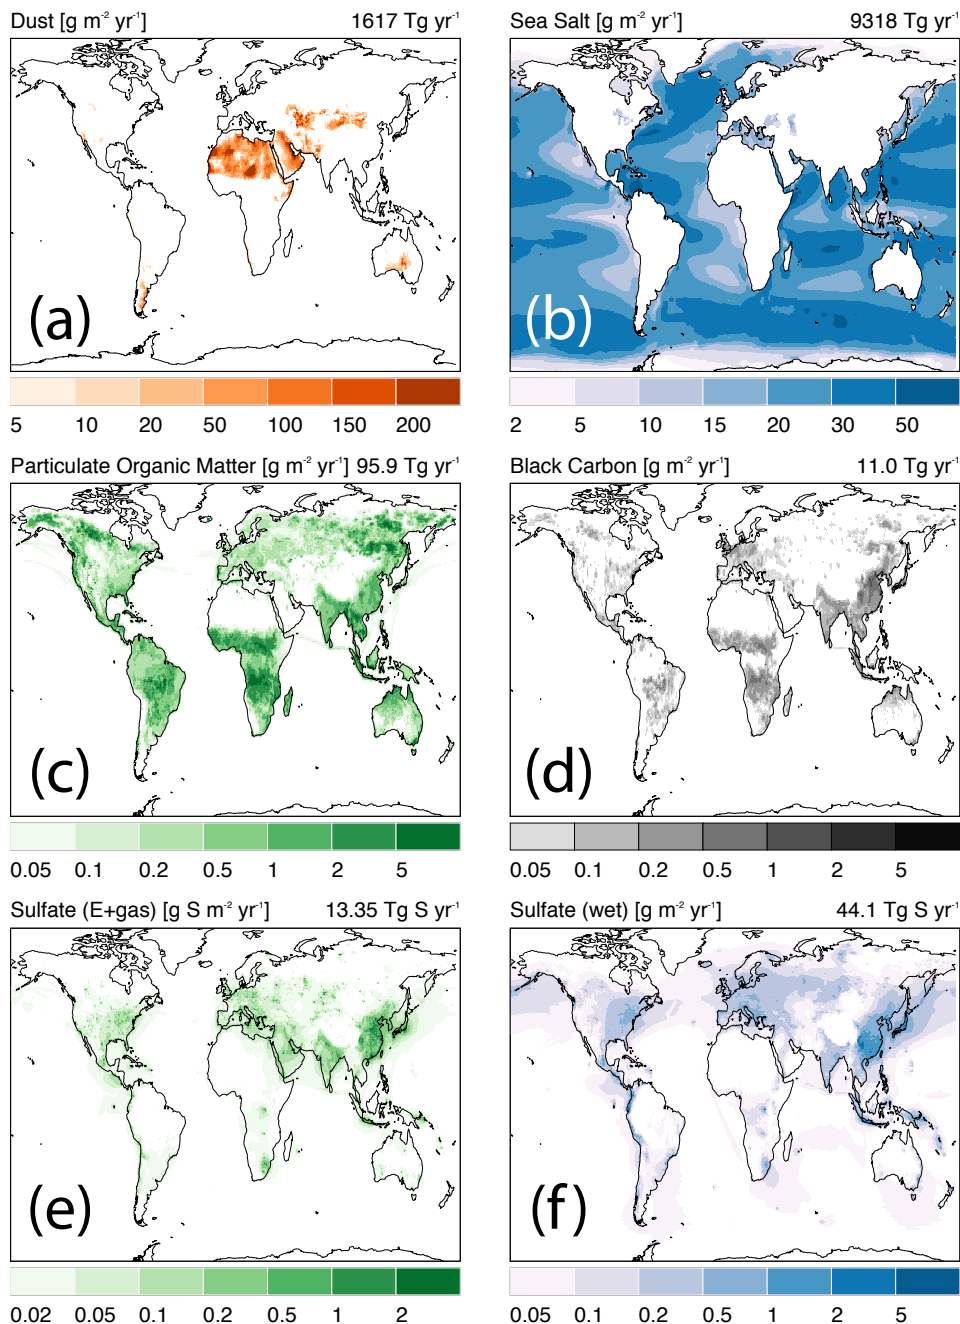 Dust [g m⁻² yr⁻¹] 1617 Tg yr⁻¹
Sea Salt [g m⁻² yr⁻¹] 9318 Tg yr⁻¹
(a)
(b)
5 10 20 50 100 150 200
2 5 10 15 20 30 50
Particulate Organic Matter [g m⁻² yr⁻¹] 95.9 Tg yr⁻¹
Black Carbon [g m⁻² yr⁻¹] 11.0 Tg yr⁻¹
(c)
(d)
0.05 0.1 0.2 0.5 1 2 5
0.05 0.1 0.2 0.5 1 2 5
Sulfate (E+gas) [g S m⁻² yr⁻¹] 13.35 Tg S yr⁻¹
Sulfate (wet) [g m⁻² yr⁻¹] 44.1 Tg S yr⁻¹
(e)
(f)
0.02 0.05 0.1 0.2 0.5 1 2
0.05 0.1 0.2 0.5 1 2 5